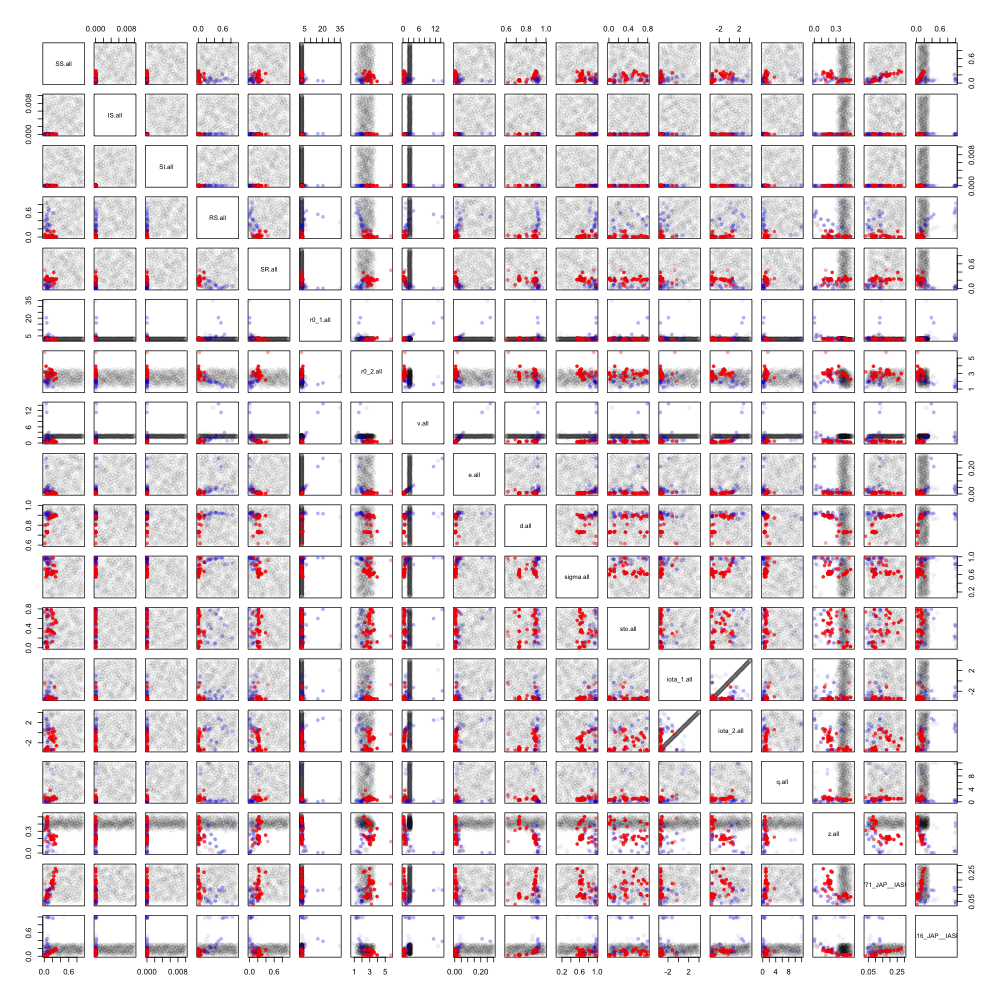 0.000 0.008 0.0 0.6 5 20 35 0 6 12 0.6 0.8 1.0 0.0 0.4 0.8 -2 2 0.0 0.3 0.0 0.6
SS.all 0.0 0.6
0.000 0.008 IS.all
SI.all 0.000 0.008
0.0 0.6 RS.all
SR.all 0.0 0.6
5 20 35 r0_1.all
r0_2.all 1 3 5
0 6 12 v.all
e.all 0.00 0.20
0.6 0.8 1.0 d.all
sigma.all 0.2 0.6 1.0
0.0 0.4 0.8 sto.all
iota_1.all -2 2
-2 2 iota_2.all
q.all 0 4 8
0.0 0.3 z.all
71_JAP__IASI 0.05 0.25
0.0 0.6 16_JAP__IASI
0.0 0.6 0.000 0.008 0.0 0.6 1 3 5 0.00 0.20 0.2 0.6 1.0 -2 2 0 4 8 0.05 0.25